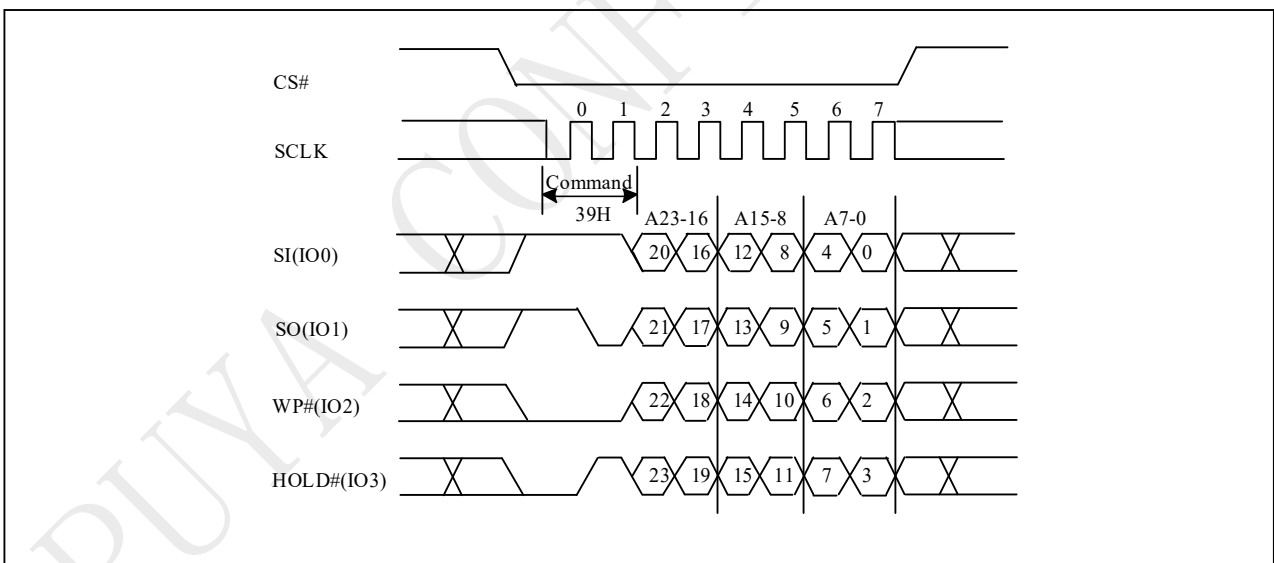 PUYA CONF
CS#
0 1 2 3 4 5 6 7
SCLK
Command
39H
A23-16 A15-8 A7-0
SI(IO0) 20 16 12 8 4 0
SO(IO1) 21 17 13 9 5 1
WP#(IO2) 22 18 14 10 6 2
HOLD#(IO3) 23 19 15 11 7 3